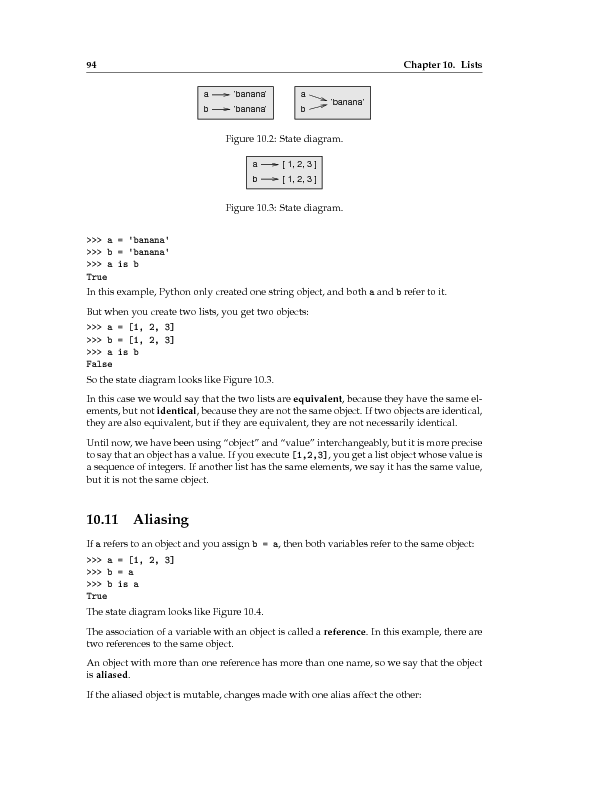 94 Chapter 10. Lists
a 'banana'
b 'banana'
a
b
'banana'
Figure 10.2: State diagram.
a [ 1, 2, 3 ]
b [ 1, 2, 3 ]
Figure 10.3: State diagram.
>>> a = 'banana'
>>> b = 'banana'
>>> a is b
True
In this example, Python only created one string object, and both a and b refer to it.
But when you create two lists, you get two objects:
>>> a = [1, 2, 3]
>>> b = [1, 2, 3]
>>> a is b
False
So the state diagram looks like Figure 10.3.
In this case we would say that the two lists are equivalent, because they have the same el-
ements, but not identical, because they are not the same object. If two objects are identical,
they are also equivalent, but if they are equivalent, they are not necessarily identical.
Until now, we have been using “object” and “value” interchangeably, but it is more precise
to say that an object has a value. If you execute [1,2,3], you get a list object whose value is
a sequence of integers. If another list has the same elements, we say it has the same value,
but it is not the same object.
10.11 Aliasing
If a refers to an object and you assign b = a, then both variables refer to the same object:
>>> a = [1, 2, 3]
>>> b = a
>>> b is a
True
The state diagram looks like Figure 10.4.
The association of a variable with an object is called a reference. In this example, there are
two references to the same object.
An object with more than one reference has more than one name, so we say that the object
is aliased.
If the aliased object is mutable, changes made with one alias affect the other: